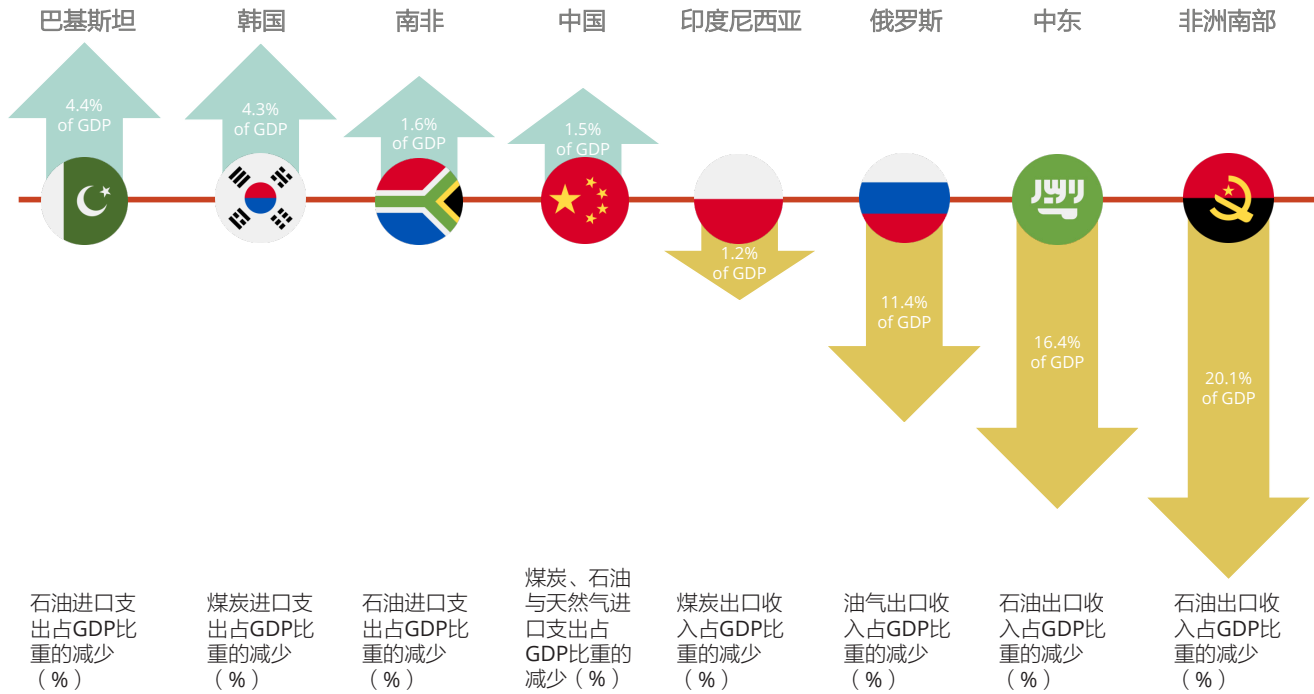 巴基斯坦
韩国
南非
中国
印度尼西亚
俄罗斯
中东
非洲南部
4.4%
of GDP
4.3%
of GDP
1.6%
of GDP
1.5%
of GDP
1.2%
of GDP
11.4%
of GDP
16.4%
of GDP
20.1%
of GDP
石油进口支
出占GDP比
重的减少
（%）
煤炭进口支
出占GDP比
重的减少
（%）
石油进口支
出占GDP比
重的减少
（%）
煤炭、石油
与天然气进
口支出占
GDP比重的
减少（%）
煤炭出口收
入占GDP比
重的减少
（%）
油气出口收
入占GDP比
重的减少
（%）
石油出口收
入占GDP比
重的减少
（%）
石油出口收
入占GDP比
重的减少
（%）